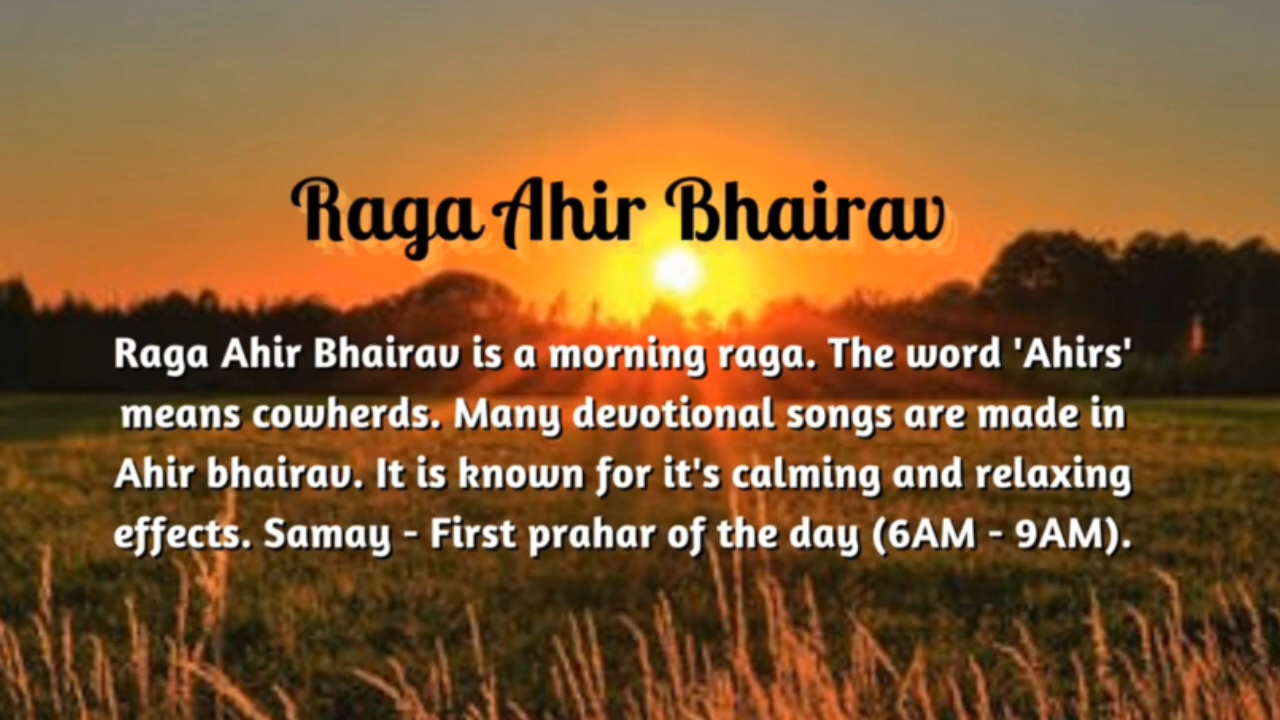 Raga Ahir Bhairav
Raga Ahir Bhairav is a morning raga. The word 'Ahirs'
means cowherds. Many devotional songs are made in
Ahir bhairav. It is known for it's calming and relaxing
effects. Samay - First prahar of the day (6AM - 9AM).